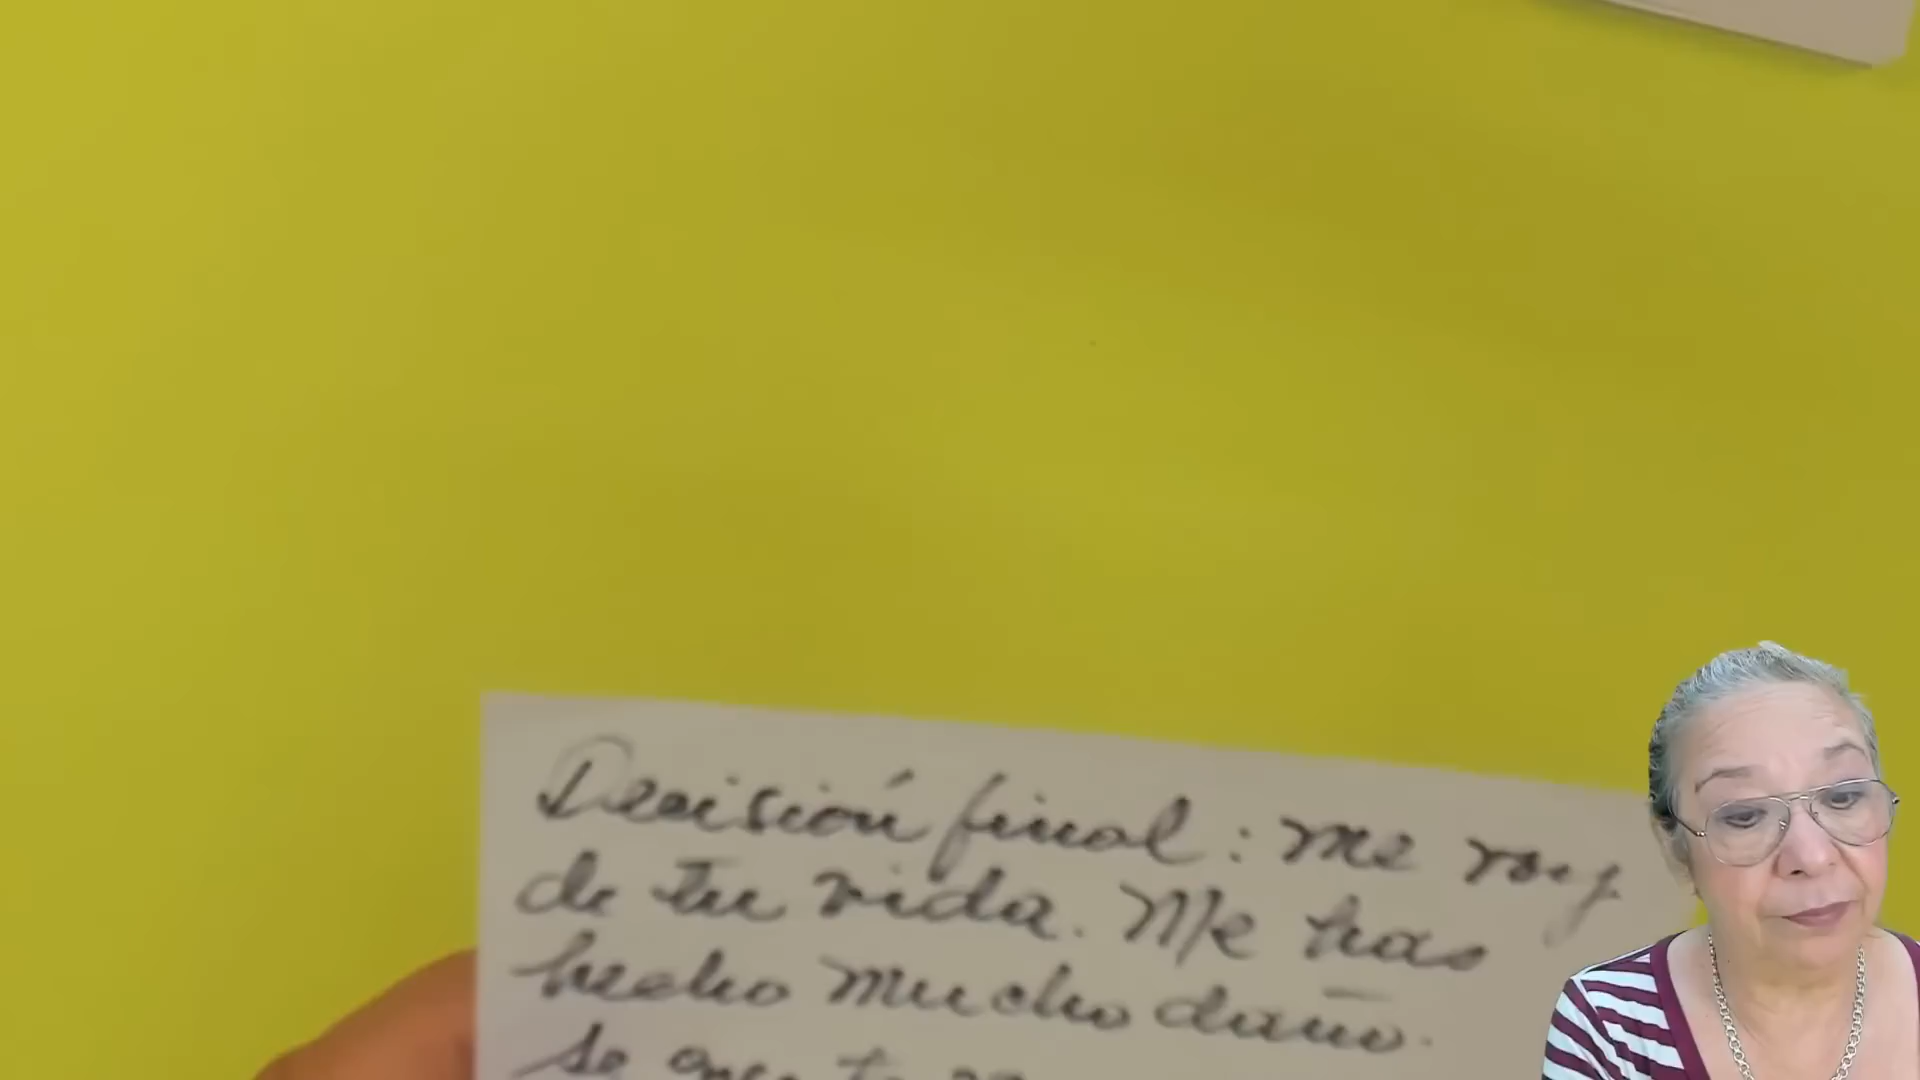 Decisión final: me voy
de tu vida. Me has
hecho mucho daño.